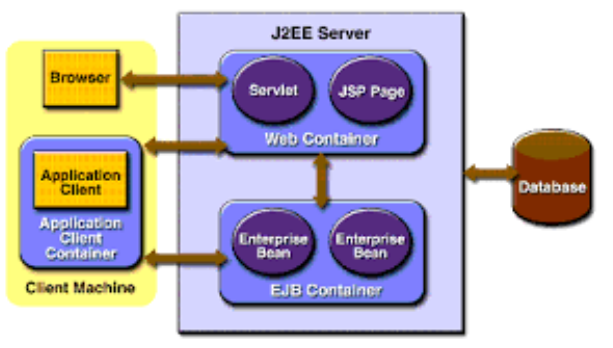 J2EE Server
Browser
Servlet
JSP Page
Web Container
Application
Client
Application
Client
Container
Client Machine
Enterprise
Bean
Enterprise
Bean
EJB Container
Database